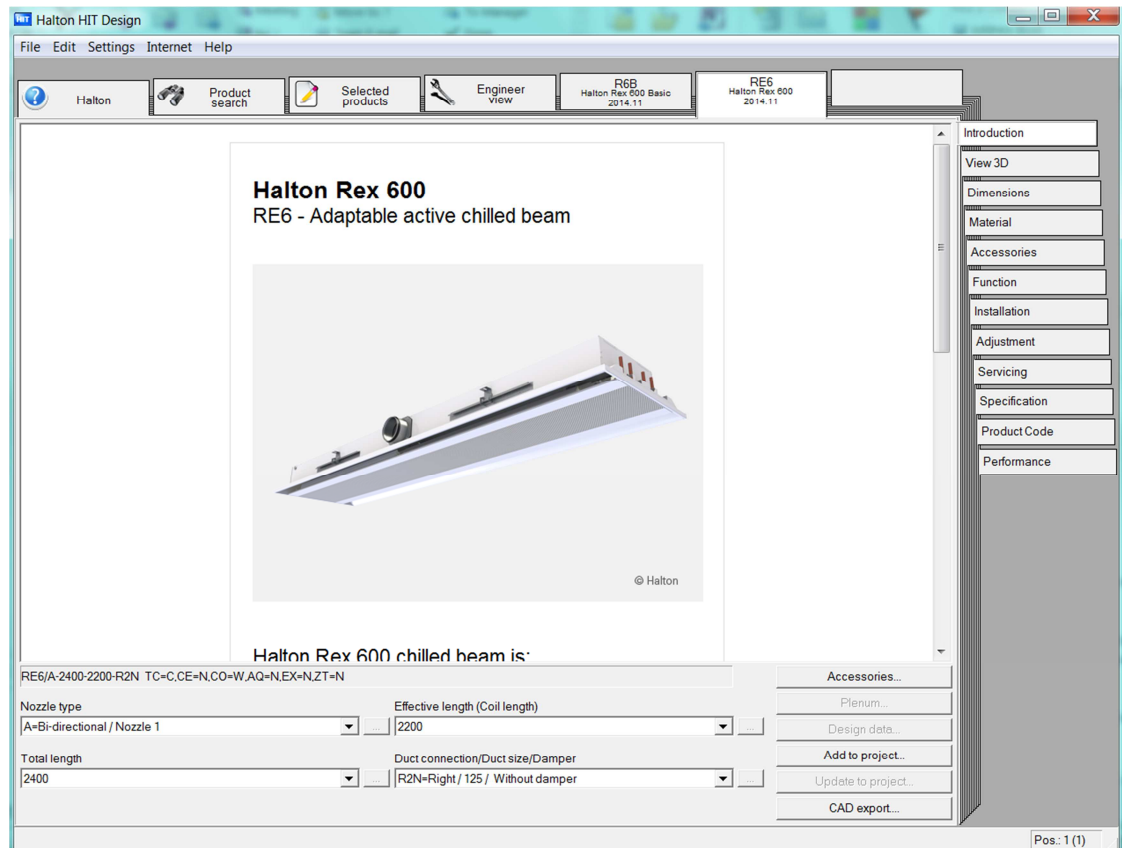 HIT Halton HIT Design
File Edit Settings Internet Help
Halton
Product search
Selected products
Engineer view
R6B
Halton Rex 600 Basic
2014.11
RE6
Halton Rex 600
2014.11
Introduction
View 3D
Dimensions
Material
Accessories
Function
Installation
Adjustment
Servicing
Specification
Product Code
Performance
Halton Rex 600
RE6 - Adaptable active chilled beam
© Halton
Halton Rex 600 chilled beam is:
RE6/A-2400-2200-R2N TC=C,CE=N,CO=W,AQ=N,EX=N,ZT=N
Accessories...
Plenum...
Design data...
Add to project...
Update to project...
CAD export....
Nozzle type
A=Bi-directional / Nozzle 1
...
Effective length (Coil length)
2200
...
Total length
2400
...
Duct connection/Duct size/Damper
R2N=Right / 125 / Without damper
...
Pos.: 1 (1)